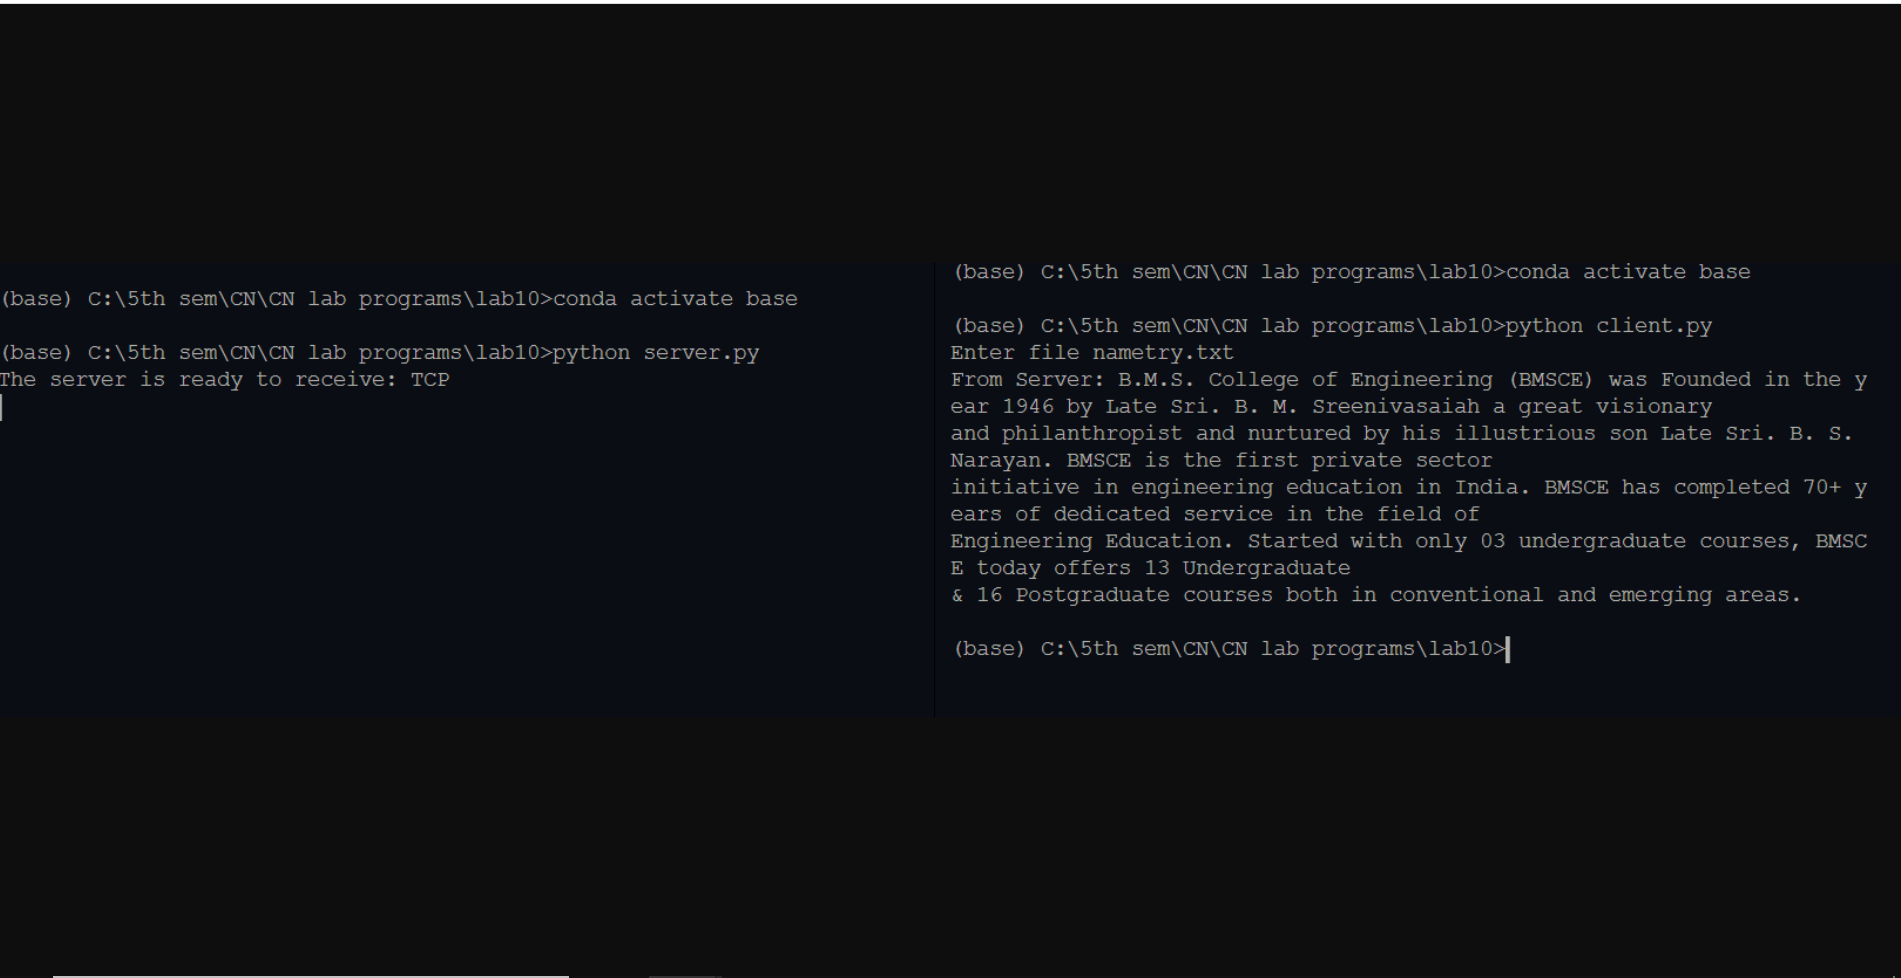 (base) C:\5th sem\CN\CN lab programs\lab10>conda activate base
(base) C:\5th sem\CN\CN lab programs\lab10>python server.py
The server is ready to receive: TCP
(base) C:\5th sem\CN\CN lab programs\lab10>conda activate base
(base) C:\5th sem\CN\CN lab programs\lab10>python client.py
Enter file nametry.txt
From Server: B.M.S. College of Engineering (BMSCE) was Founded in the y
ear 1946 by Late Sri. B. M. Sreenivasaiah a great visionary
and philanthropist and nurtured by his illustrious son Late Sri. B. S.
Narayan. BMSCE is the first private sector
initiative in engineering education in India. BMSCE has completed 70+ y
ears of dedicated service in the field of
Engineering Education. Started with only 03 undergraduate courses, BMSC
E today offers 13 Undergraduate
& 16 Postgraduate courses both in conventional and emerging areas.
(base) C:\5th sem\CN\CN lab programs\lab10>